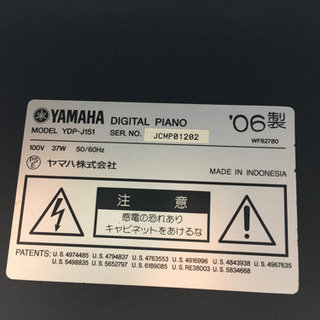 YAMAHA DIGITAL PIANO '06製
MODEL YDP-J151 SER. NO. JCMP01202 WF82780
100V 37W 50/60Hz
ヤマハ株式会社 MADE IN INDONESIA
注意
感電の恐れあり
キャビネットをあけるな
PATENTS: U.S.4974485 U.S.4794837 U.S.4763553 U.S.4916996 U.S.4843938 U.S.4967635
U.S.5498835 U.S.5652797 U.S.6189085 U.S.RE38003 U.S.5834668